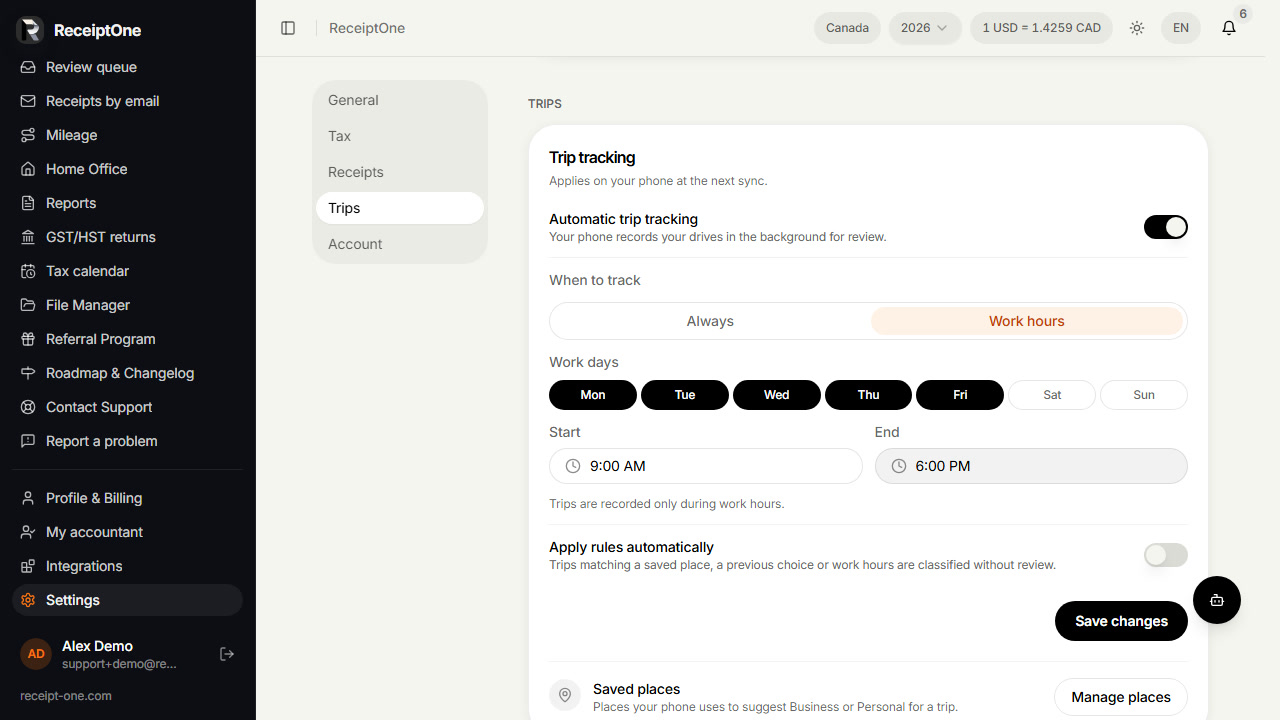 ReceiptOne
Review queue
Receipts by email
Mileage
Home Office
Reports
GST/HST returns
Tax calendar
File Manager
Referral Program
Roadmap & Changelog
Contact Support
Report a problem
Profile & Billing
My accountant
Integrations
Settings
AD
Alex Demo
support+demo@re...
receipt-one.com
ReceiptOne
Canada
2026
1 USD = 1.4259 CAD
EN
6
General
Tax
Receipts
Trips
Account
TRIPS
Trip tracking
Applies on your phone at the next sync.
Automatic trip tracking
Your phone records your drives in the background for review.
When to track
Always
Work hours
Work days
Mon
Tue
Wed
Thu
Fri
Sat
Sun
Start
End
9:00 AM
6:00 PM
Trips are recorded only during work hours.
Apply rules automatically
Trips matching a saved place, a previous choice or work hours are classified without review.
Save changes
Saved places
Places your phone uses to suggest Business or Personal for a trip.
Manage places